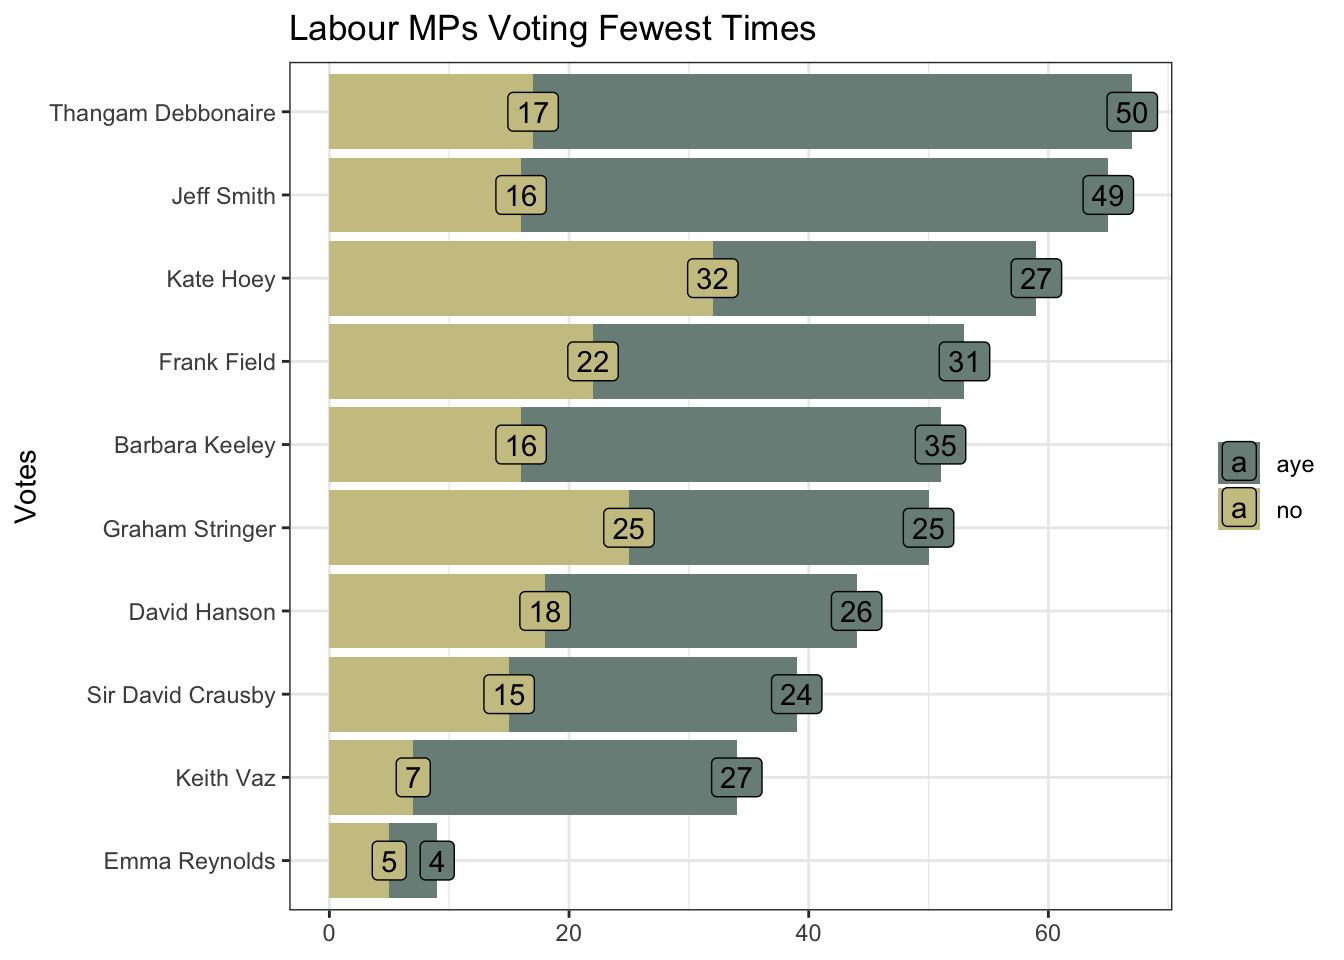 Labour MPs Voting Fewest Times
Votes
Thangam Debbonaire 17 50
Jeff Smith 16 49
Kate Hoey 32 27
Frank Field 22 31
Barbara Keeley 16 35
Graham Stringer 25 25
David Hanson 18 26
Sir David Crausby 15 24
Keith Vaz 7 27
Emma Reynolds 5 4
0 20 40 60
a aye
a no